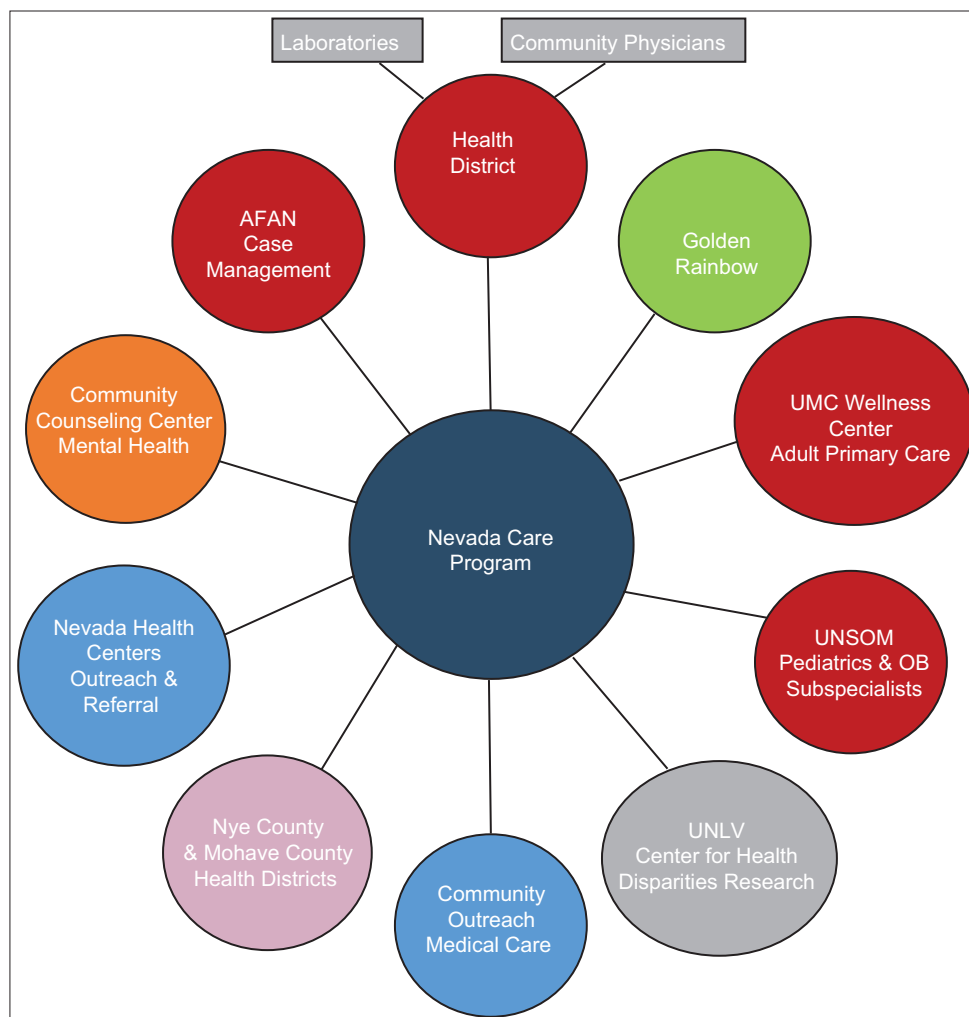 Laboratories
Community Physicians
Health
District
AFAN
Case
Management
Golden
Rainbow
Community
Counseling Center
Mental Health
UMC Wellness
Center
Adult Primary Care
Nevada Care
Program
Nevada Health
Centers
Outreach &
Referral
UNSOM
Pediatrics & OB
Subspecialists
Nye County
& Mohave County
Health Districts
UNLV
Center for Health
Disparities Research
Community
Outreach
Medical Care